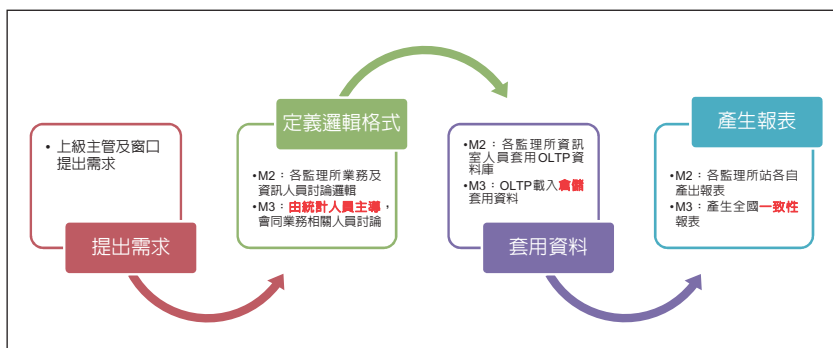 • 上級主管及窗口
提出需求
提出需求
定義邏輯格式
•M2：各監理所業務及
資訊人員討論邏輯
•M3：由統計人員主導，
會同業務相關人員討論
•M2：各監理所資訊
室人員套用OLTP資
料庫
•M3：OLTP載入倉儲
套用資料
套用資料
產生報表
•M2：各監理所站各自
產出報表
•M3：產生全國一致性
報表